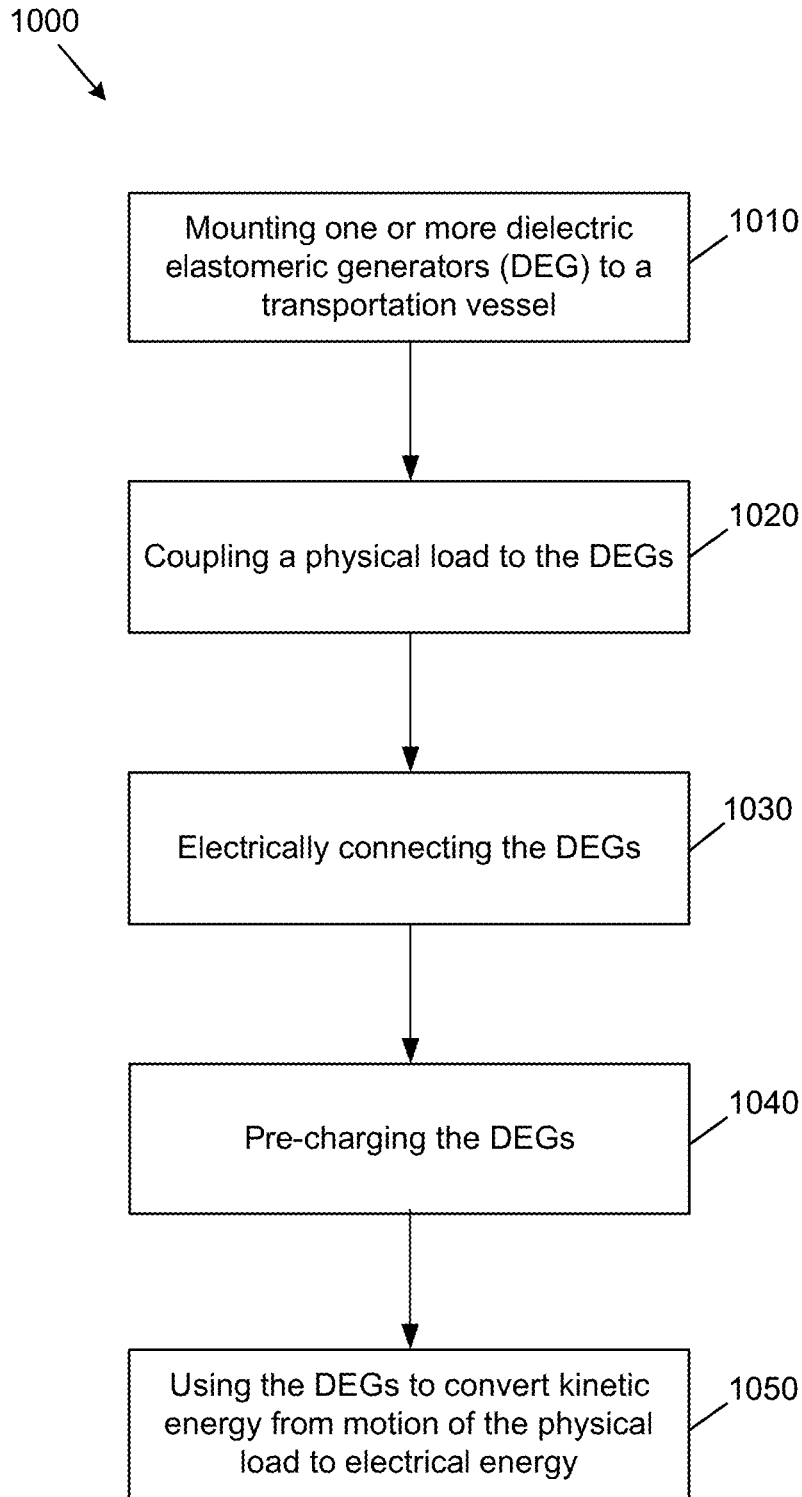 1000
Mounting one or more dielectric
elastomeric generators (DEG) to a
transportation vessel
1010
Coupling a physical load to the DEGs
1020
Electrically connecting the DEGs
1030
Pre-charging the DEGs
1040
Using the DEGs to convert kinetic
energy from motion of the physical
load to electrical energy
1050